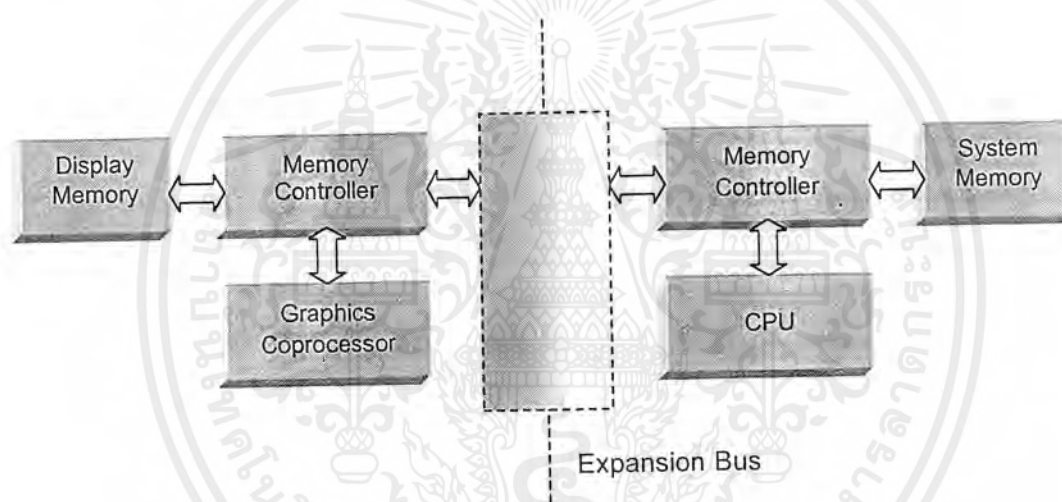 Display
Memory
Memory
Controller
Memory
Controller
System
Memory
Graphics
Coprocessor
CPU
Expansion Bus